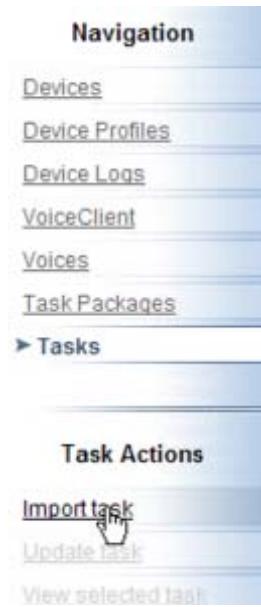 Navigation
Devices
Device Profiles
Device Logs
VoiceClient
Voices
Task Packages
Tasks
Task Actions
Import task
Update task
View selected task